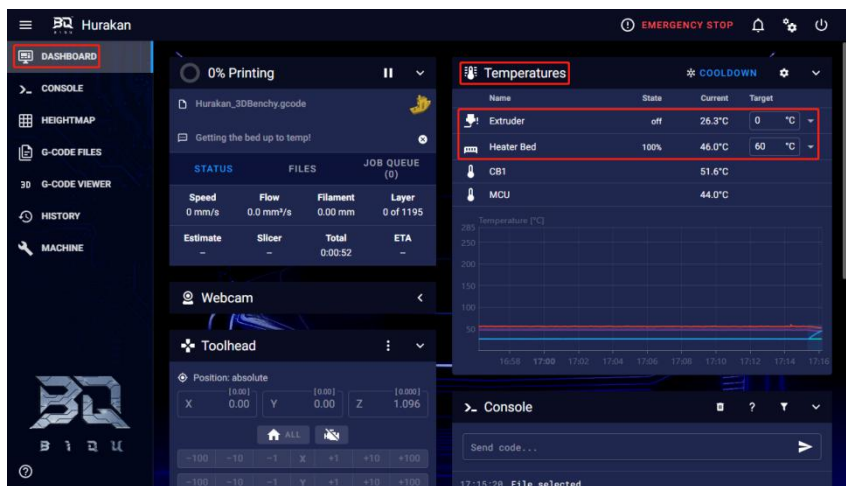 BQ Hurakan
EMERGENCY STOP
DASHBOARD
CONSOLE
HEIGHTMAP
G-CODE FILES
3D G-CODE VIEWER
HISTORY
MACHINE
BQ
BIQU
0% Printing
Hurakan_3DBenchy.gcode
Getting the bed up to temp!
STATUS FILES JOB QUEUE
(0)
Speed Flow Filament Layer
0 mm/s 0.0 mm³/s 0.00 mm 0 of 1195
Estimate Slicer Total ETA
– – 0:00:52 –
Webcam
Toolhead
Position: absolute
[0.00] [0.00] [0.000]
X 0.00 Y 0.00 Z 1.096
ALL
-100 -10 -1 X +1 +10 +100
-100 -10 -1 Y +1 +10 +100
Temperatures COOLDOWN
Name State Current Target
Extruder off 26.3°C 0 °C
Heater Bed 100% 46.0°C 60 °C
CB1 51.6°C
MCU 44.0°C
Temperature [°C]
285
250
200
150
100
50
16:58 17:00 17:02 17:04 17:06 17:08 17:10 17:12 17:14 17:16
Console
Send code...
17:15:20 File selected